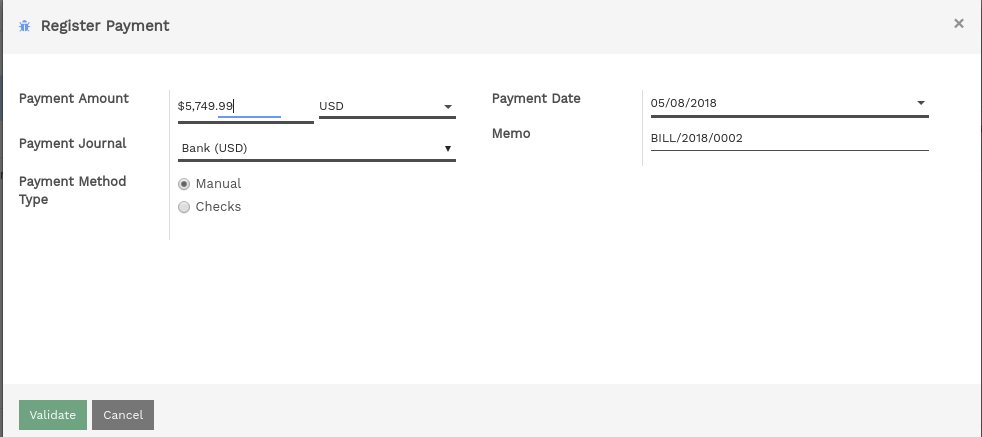 Register Payment ×
Payment Amount $5,749.99 USD
Payment Date 05/08/2018
Payment Journal Bank (USD)
Memo BILL/2018/0002
Payment Method Type
Manual
Checks
Validate Cancel